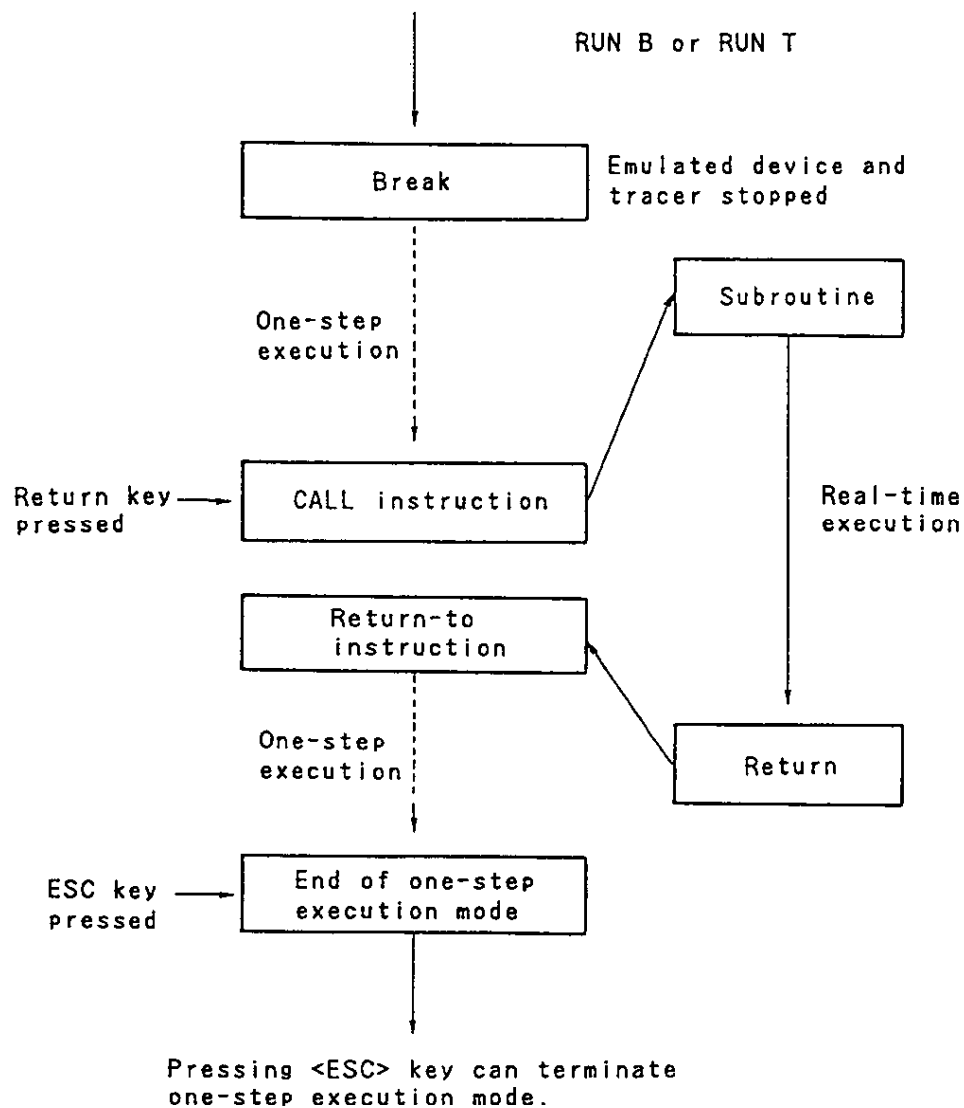 RUN B or RUN T
Break
Emulated device and
tracer stopped
Subroutine
One-step
execution
Return key
pressed
CALL instruction
Real-time
execution
Return-to
instruction
One-step
execution
Return
ESC key
pressed
End of one-step
execution mode
Pressing <ESC> key can terminate
one-step execution mode.